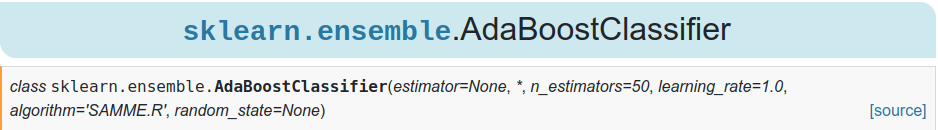 sklearn.ensemble.AdaBoostClassifier
class sklearn.ensemble.AdaBoostClassifier(estimator=None, *, n_estimators=50, learning_rate=1.0,
algorithm='SAMME.R', random_state=None) [source]